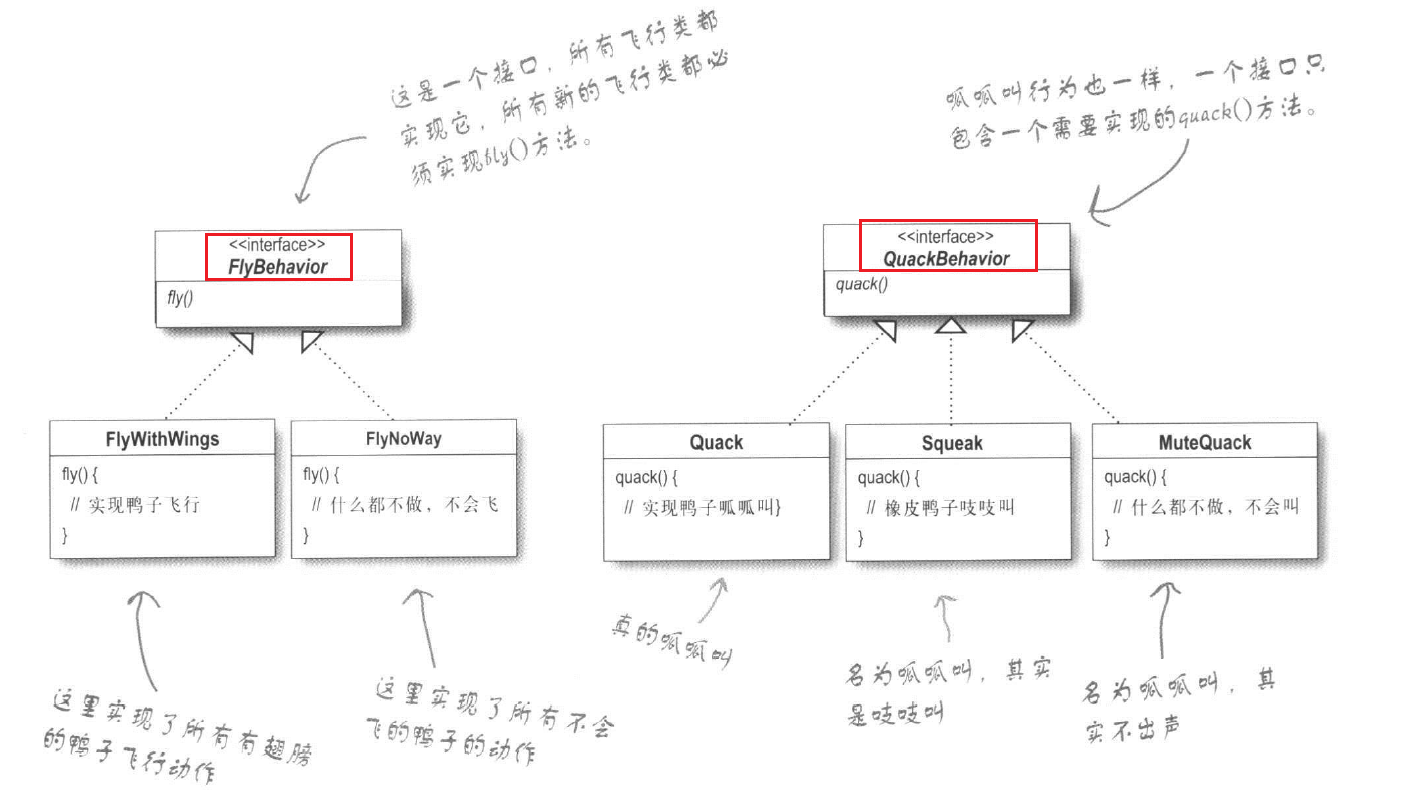 这是一个接口，所有飞行类都
实现它，所有新的飞行类都必
须实现fly()方法。
呱呱叫行为也一样，一个接口只
包含一个需要实现的quack()方法。
<<interface>>
FlyBehavior
fly()
<<interface>>
QuackBehavior
quack()
FlyWithWings
fly() {
// 实现鸭子飞行
}
FlyNoWay
fly() {
// 什么都不做，不会飞
}
Quack
quack() {
// 实现鸭子呱呱叫}
Squeak
quack() {
// 橡皮鸭子吱吱叫
}
MuteQuack
quack() {
// 什么都不做，不会叫
}
这里实现了所有有翅膀
的鸭子飞行动作
这里实现了所有不会
飞的鸭子的动作
真的呱呱叫
名为呱呱叫，其实
是吱吱叫
名为呱呱叫，其
实不出声